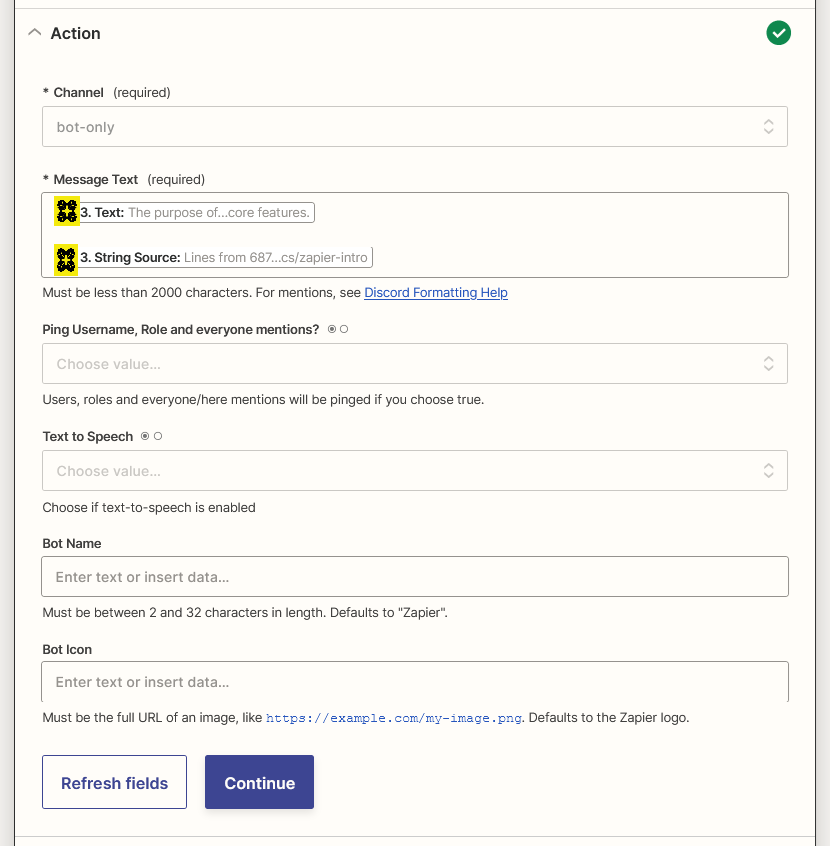 Action
* Channel (required)
bot-only
* Message Text (required)
3. Text: The purpose of...core features.
3. String Source: Lines from 687...cs/zapier-intro
Must be less than 2000 characters. For mentions, see Discord Formatting Help
Ping Username, Role and everyone mentions?
Choose value...
Users, roles and everyone/here mentions will be pinged if you choose true.
Text to Speech
Choose value...
Choose if text-to-speech is enabled
Bot Name
Enter text or insert data...
Must be between 2 and 32 characters in length. Defaults to "Zapier".
Bot Icon
Enter text or insert data...
Must be the full URL of an image, like https://example.com/my-image.png. Defaults to the Zapier logo.
Refresh fields Continue